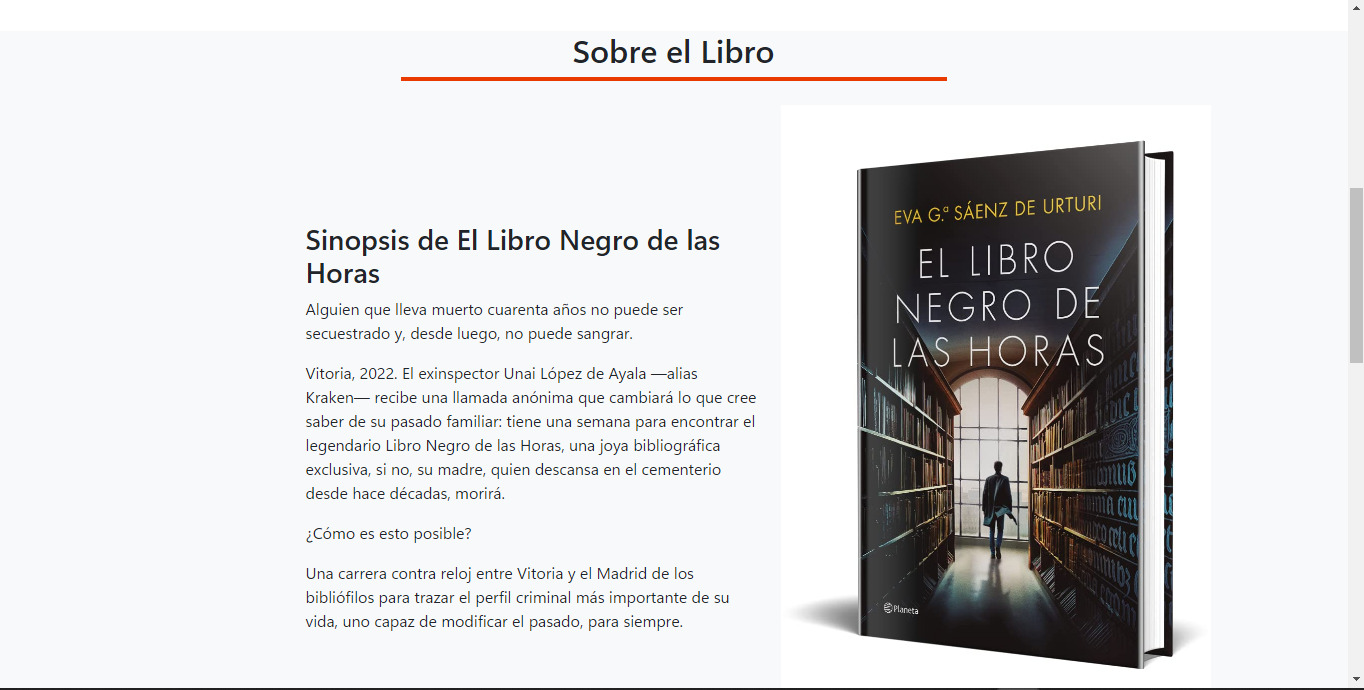 Sobre el Libro
Sinopsis de El Libro Negro de las
Horas
Alguien que lleva muerto cuarenta años no puede ser
secuestrado y, desde luego, no puede sangrar.
Vitoria, 2022. El exinspector Unai López de Ayala —alias
Kraken— recibe una llamada anónima que cambiará lo que cree
saber de su pasado familiar: tiene una semana para encontrar el
legendario Libro Negro de las Horas, una joya bibliográfica
exclusiva, si no, su madre, quien descansa en el cementerio
desde hace décadas, morirá.
¿Cómo es esto posible?
Una carrera contra reloj entre Vitoria y el Madrid de los
bibliófilos para trazar el perfil criminal más importante de su
vida, uno capaz de modificar el pasado, para siempre.
EVA G.ª SÁENZ DE URTURI
EL LIBRO
NEGRO DE
LAS HORAS
Planeta